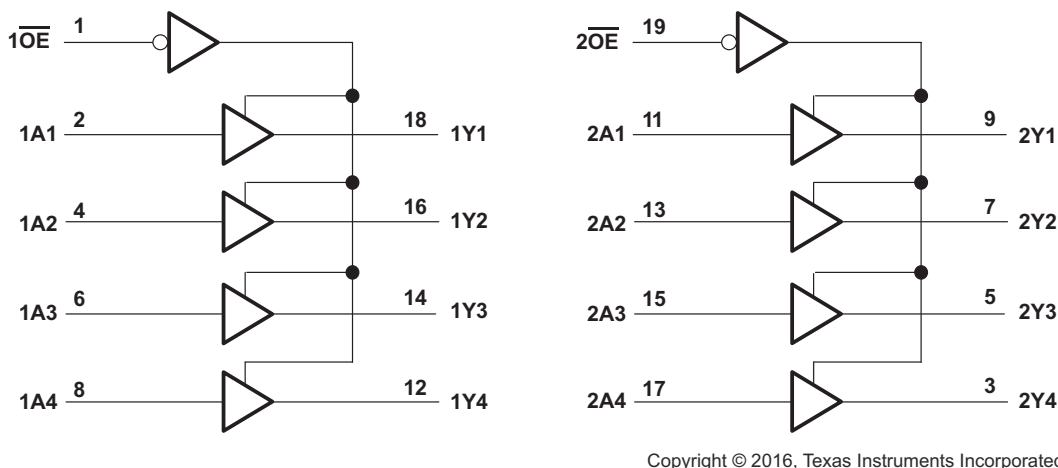 1O̅E̅ 1
1A1 2 18 1Y1
1A2 4 16 1Y2
1A3 6 14 1Y3
1A4 8 12 1Y4
2O̅E̅ 19
2A1 11 9 2Y1
2A2 13 7 2Y2
2A3 15 5 2Y3
2A4 17 3 2Y4
Copyright © 2016, Texas Instruments Incorporated